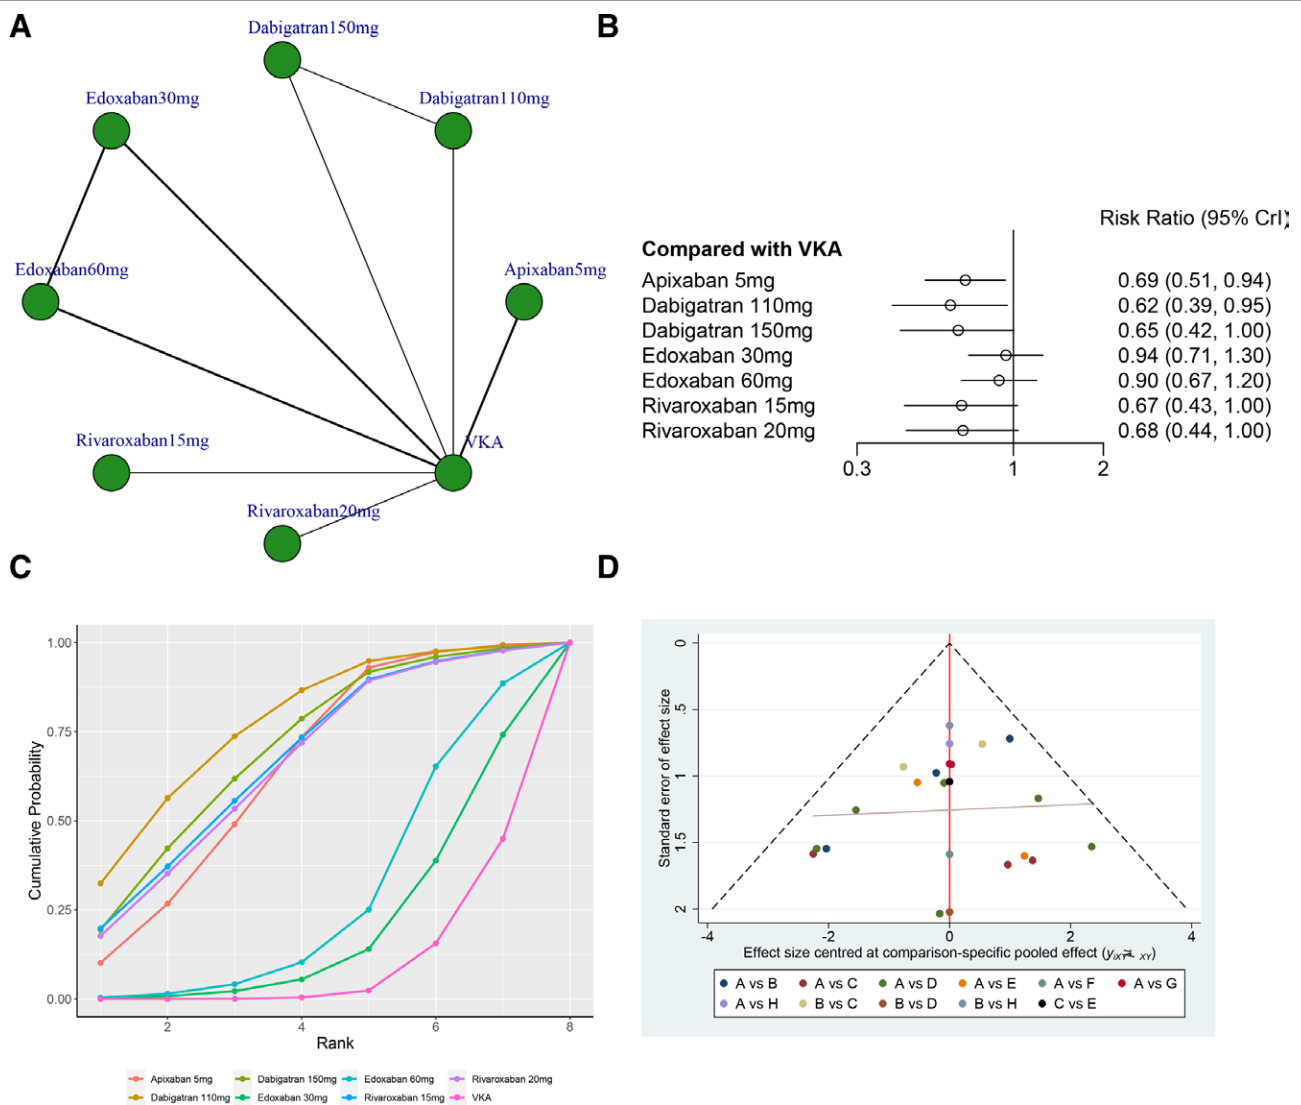 A
Dabigatran150mg
Edoxaban30mg
Dabigatran110mg
Edoxaban60mg
Apixaban5mg
Rivaroxaban15mg
VKA
Rivaroxaban20mg
B
Risk Ratio (95% CrI)
Compared with VKA
Apixaban 5mg 0.69 (0.51, 0.94)
Dabigatran 110mg 0.62 (0.39, 0.95)
Dabigatran 150mg 0.65 (0.42, 1.00)
Edoxaban 30mg 0.94 (0.71, 1.30)
Edoxaban 60mg 0.90 (0.67, 1.20)
Rivaroxaban 15mg 0.67 (0.43, 1.00)
Rivaroxaban 20mg 0.68 (0.44, 1.00)
0.3 1 2
C
Cumulative Probability
1.00
0.75
0.50
0.25
0.00
2 4 6 8
Rank
Apixaban 5mg Dabigatran 150mg Edoxaban 60mg Rivaroxaban 20mg
Dabigatran 110mg Edoxaban 30mg Rivaroxaban 15mg VKA
D
Standard error of effect size
0
.5
1
1.5
2
-4 -2 0 2 4
Effect size centred at comparison-specific pooled effect
A vs B A vs C A vs D A vs E A vs F A vs G
A vs H B vs C B vs D B vs H C vs E